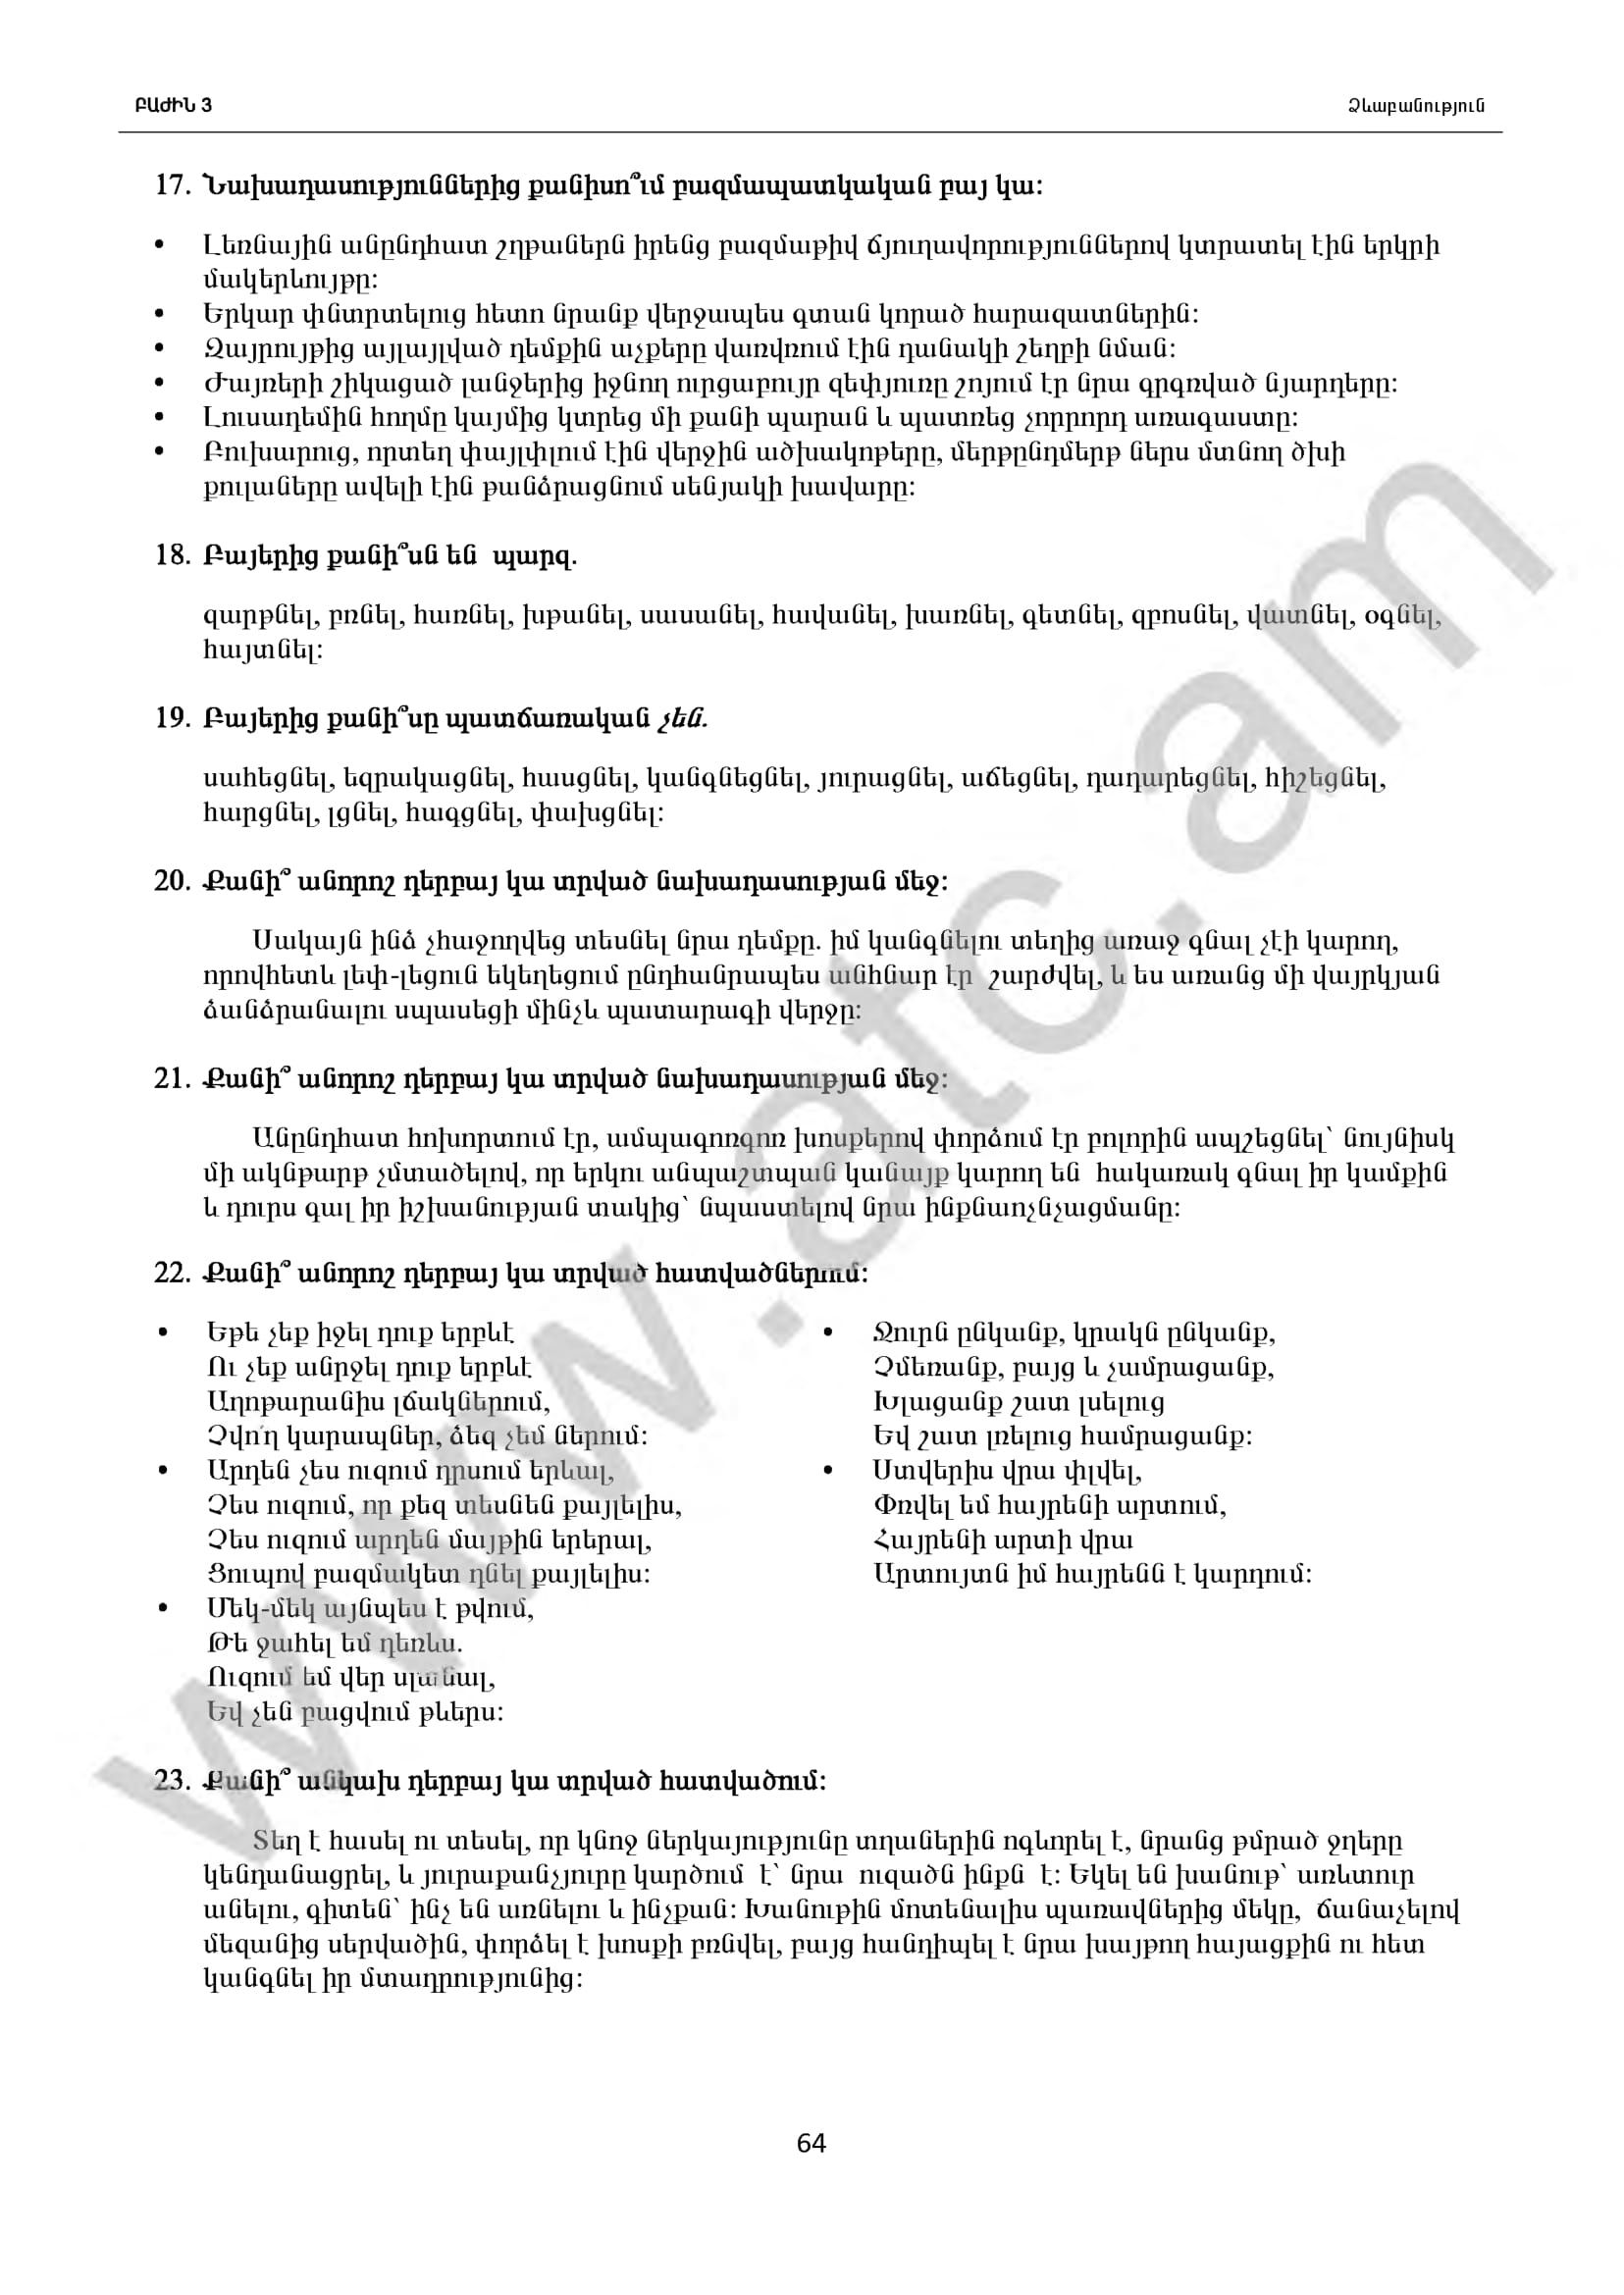 ԲԱԺԻՆ 3
Ձևաբանություն
17. Նախադասություններից քանիսո՞ւմ բազմապատկական բայ կա:
• Լեռնային անընդհատ շղթաներն իրենց բազմաթիվ ճյուղավորություններով կտրատել էին երկրի
մակերևույթը:
• Երկար փնտրտելուց հետո նրանք վերջապես գտան կորած հարազատներին:
• Զայրույթից այլայլված դեմքին աչքերը վառվռում էին դանակի շեղբի նման:
• Ժայռերի շիկացած լանջերից իջնող ուրցաբույր զեփյուռը շոյում էր նրա գրգռված նյարդերը:
• Լուսադեմին հողմը կայմից կտրեց մի քանի պարան և պատռեց չորրորդ առագաստը:
• Բուխարուց, որտեղ փայլփլում էին վերջին ածխակոթերը, մերթընդմերթ ներս մտնող ծխի
քուլաները ավելի էին թանձրացնում սենյակի խավարը:
18. Բայերից քանի՞սն են պարզ.
զարթնել, բռնել, հառնել, խթանել, սասանել, հավանել, խառնել, գետնել, զբոսնել, վատնել, օգնել,
հայտնել:
19. Բայերից քանի՞սը պատճառական չեն.
սահեցնել, եզրակացնել, հասցնել, կանգնեցնել, յուրացնել, աճեցնել, դադարեցնել, հիշեցնել,
հարցնել, լցնել, հագցնել, փախցնել:
20. Քանի՞ անորոշ դերբայ կա տրված նախադասության մեջ:
Սակայն ինձ չհաջողվեց տեսնել նրա դեմքը. իմ կանգնելու տեղից առաջ գնալ չէի կարող,
որովհետև լեփ-լեցուն եկեղեցում ընդհանրապես անհնար էր շարժվել, և ես առանց մի վայրկյան
ձանձրանալու սպասեցի մինչև պատարագի վերջը:
21. Քանի՞ անորոշ դերբայ կա տրված նախադասության մեջ:
Անընդհատ հոխորտում էր, ամպագոռգոռ խոսքերով փորձում էր բոլորին ապշեցնել՝ նույնիսկ
մի ակնթարթ չմտածելով, որ երկու անպաշտպան կանայք կարող են հակառակ գնալ իր կամքին
և դուրս գալ իր իշխանության տակից՝ նպաստելով նրա ինքնաոչնչացմանը:
22. Քանի՞ անորոշ դերբայ կա տրված հատվածներում:
• Եթե չեք իջել դուք երբևէ
Ու չեք անրջել դուք երբևէ
Աղոթարանիս լճակներում,
Չվո՛ղ կարապներ, ձեզ չեմ ներում:
• Արդեն չես ուզում դրսում երևալ,
Չես ուզում, որ քեզ տեսնեն քայլելիս,
Չես ուզում արդեն մայթին երերալ,
Ցուպով բազմակետ դնել քայլելիս:
• Մեկ-մեկ այնպես է թվում,
Թե ջահել եմ դեռևս.
Ուզում եմ վեր սլանալ,
Եվ չեն բացվում թևերս:
• Ջուրն ընկանք, կրակն ընկանք,
Չմեռանք, բայց և չամրացանք,
Խլացանք շատ լսելուց
Եվ շատ լռելուց համրացանք:
• Ստվերիս վրա փլվել,
Փռվել եմ հայրենի արտում,
Հայրենի արտի վրա
Արտույտն իմ հայրենն է կարդում:
23. Քանի՞ անկախ դերբայ կա տրված հատվածում:
Տեղ է հասել ու տեսել, որ կնոջ ներկայությունը տղաներին ոգևորել է, նրանց թմրած ջղերը
կենդանացրել, և յուրաքանչյուրը կարծում է՝ նրա ուզածն ինքն է: Եկել են խանութ՝ առևտուր
անելու, գիտեն՝ ինչ են առնելու և ինչքան: Խանութին մոտենալիս պառավներից մեկը, ճանաչելով
մեզանից սերվածին, փորձել է խոսքի բռնվել, բայց հանդիպել է նրա խայթող հայացքին ու հետ
կանգնել իր մտադրությունից:
64
www.atc.am